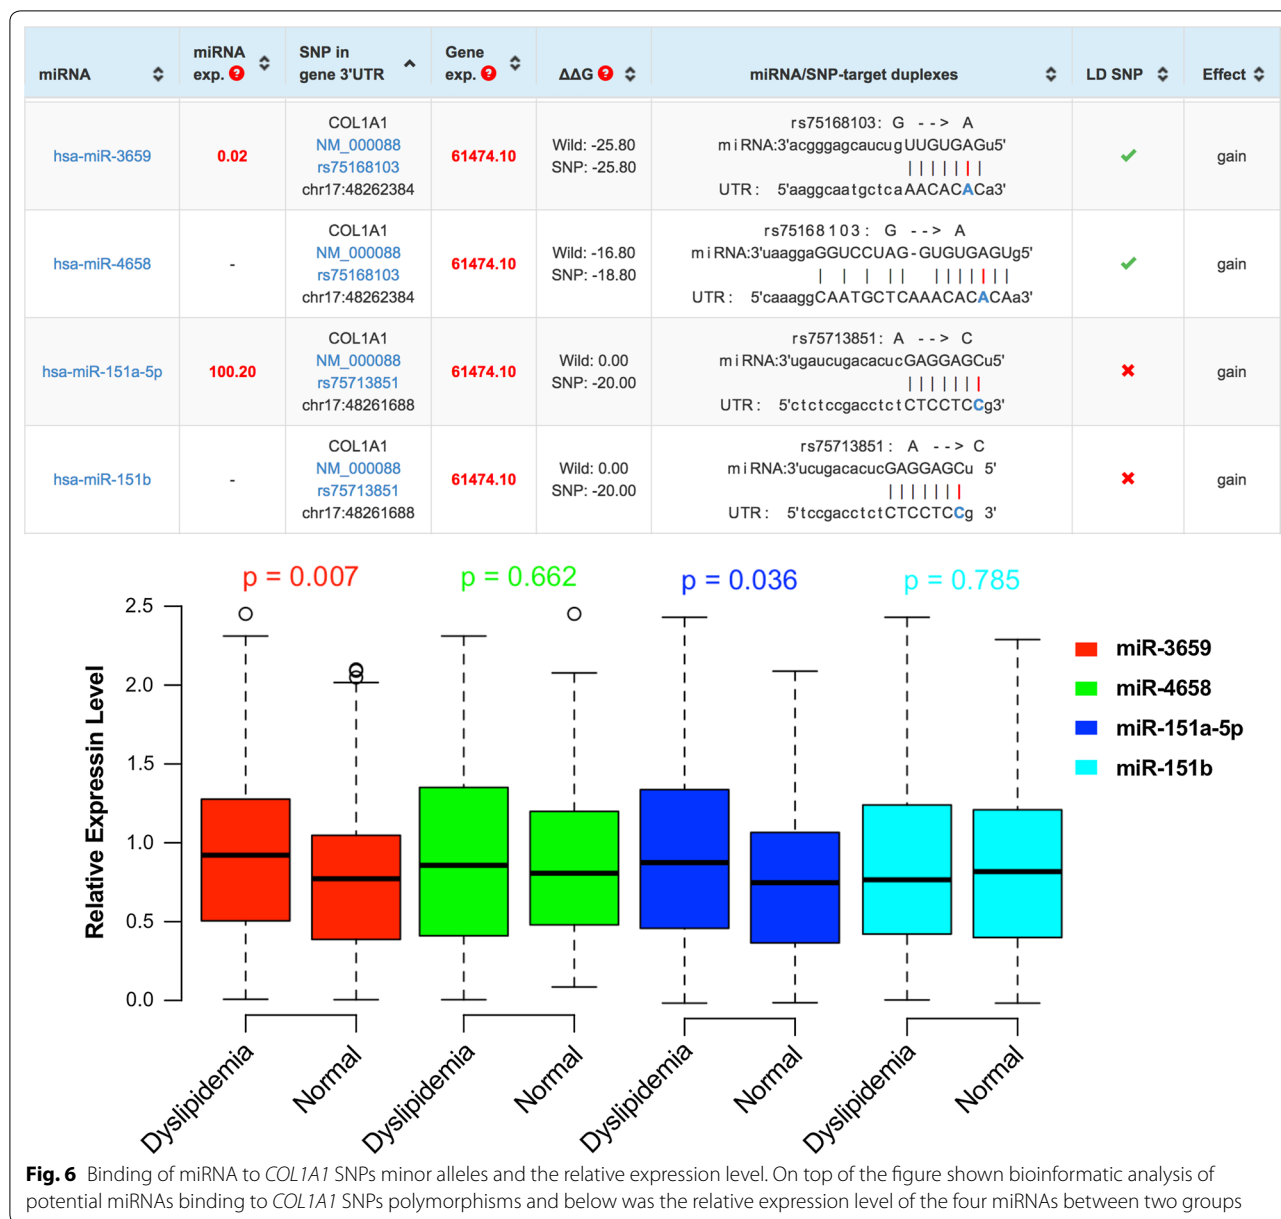 miRNA
miRNA exp. ?
SNP in gene 3'UTR
Gene exp. ?
ΔΔG ?
miRNA/SNP-target duplexes
LD SNP
Effect
hsa-miR-3659
0.02
COL1A1
NM_000088
rs75168103
chr17:48262384
61474.10
Wild: -25.80
SNP: -25.80
rs75168103: G --> A
miRNA:3'acgggagcaucugUUGUGAGu5'
UTR: 5'aaggcaatgctcaAACACACa3'
gain
hsa-miR-4658
-
COL1A1
NM_000088
rs75168103
chr17:48262384
61474.10
Wild: -16.80
SNP: -18.80
rs75168103: G --> A
miRNA:3'uaaggaGGUCCUAG-GUGUGAGUg5'
UTR: 5'caaaggCAATGCTCAAACACACAa3'
gain
hsa-miR-151a-5p
100.20
COL1A1
NM_000088
rs75713851
chr17:48261688
61474.10
Wild: 0.00
SNP: -20.00
rs75713851: A --> C
miRNA:3'ugaucugacacucGAGGAGCu5'
UTR: 5'ctctccgacctctCTCCTCCg3'
gain
hsa-miR-151b
-
COL1A1
NM_000088
rs75713851
chr17:48261688
61474.10
Wild: 0.00
SNP: -20.00
rs75713851: A --> C
miRNA:3'ucugacacucGAGGAGCu 5'
UTR: 5'tccgacctctCTCCTCCg 3'
gain
p = 0.007
p = 0.662
p = 0.036
p = 0.785
Relative Expressin Level
2.5
2.0
1.5
1.0
0.5
0.0
miR-3659
miR-4658
miR-151a-5p
miR-151b
Dyslipidemia
Normal
Dyslipidemia
Normal
Dyslipidemia
Normal
Dyslipidemia
Normal
Fig. 6 Binding of miRNA to COL1A1 SNPs minor alleles and the relative expression level. On top of the figure shown bioinformatic analysis of
potential miRNAs binding to COL1A1 SNPs polymorphisms and below was the relative expression level of the four miRNAs between two groups